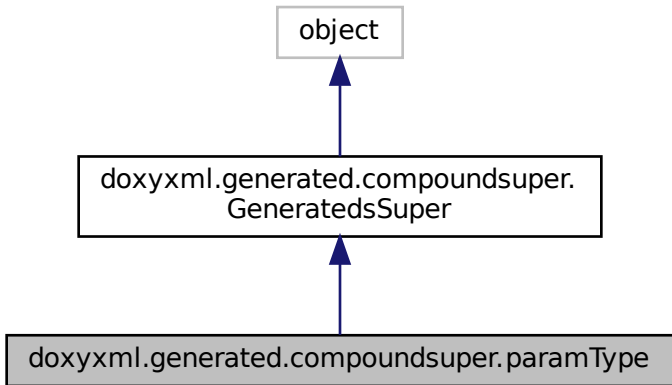 object
doxyxml.generated.compoundsuper.
GeneratedsSuper
doxyxml.generated.compoundsuper.paramType